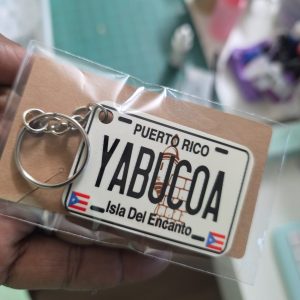 PUERTO RICO
YABUCOA
Isla Del Encanto